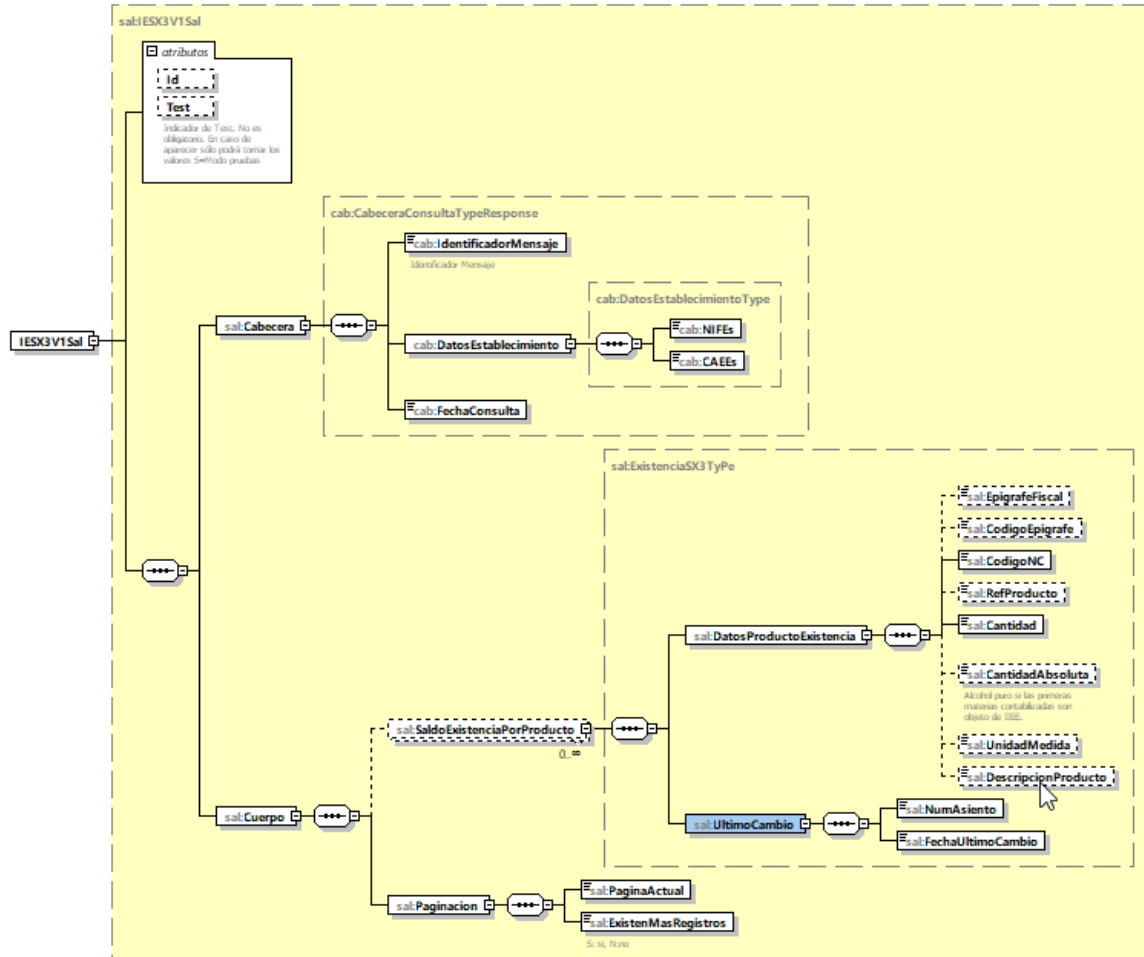 sal:IESX3V1Sal
atributos
Id
Test
Indicador de Test. No es
obligatorio. En caso de
aparecer sólo podrá tomar los
valores S=Modo pruebas
cab:CabeceraConsultaTypeResponse
cab:IdentificadorMensaje
Identificador Mensaje
cab:DatosEstablecimientoType
cab:NIFEs
sal:Cabecera
IESX3V1Sal
cab:DatosEstablecimiento
cab:CAEEs
cab:FechaConsulta
sal:ExistenciaSX3TyPe
sal:EpigrafeFiscal
sal:CodigoEpigrafe
sal:CodigoNC
sal:RefProducto
sal:Cantidad
sal:DatosProductoExistencia
sal:CantidadAbsoluta
Alcohol puro si las primeras
materias contabilizadas son
objeto de IIEE.
sal:SaldoExistenciaPorProducto
0..∞
sal:UnidadMedida
sal:DescripcionProducto
sal:Cuerpo
sal:UltimoCambio
sal:NumAsiento
sal:FechaUltimoCambio
sal:Paginacion
sal:PaginaActual
sal:ExistenMasRegistros
S: si, N:no